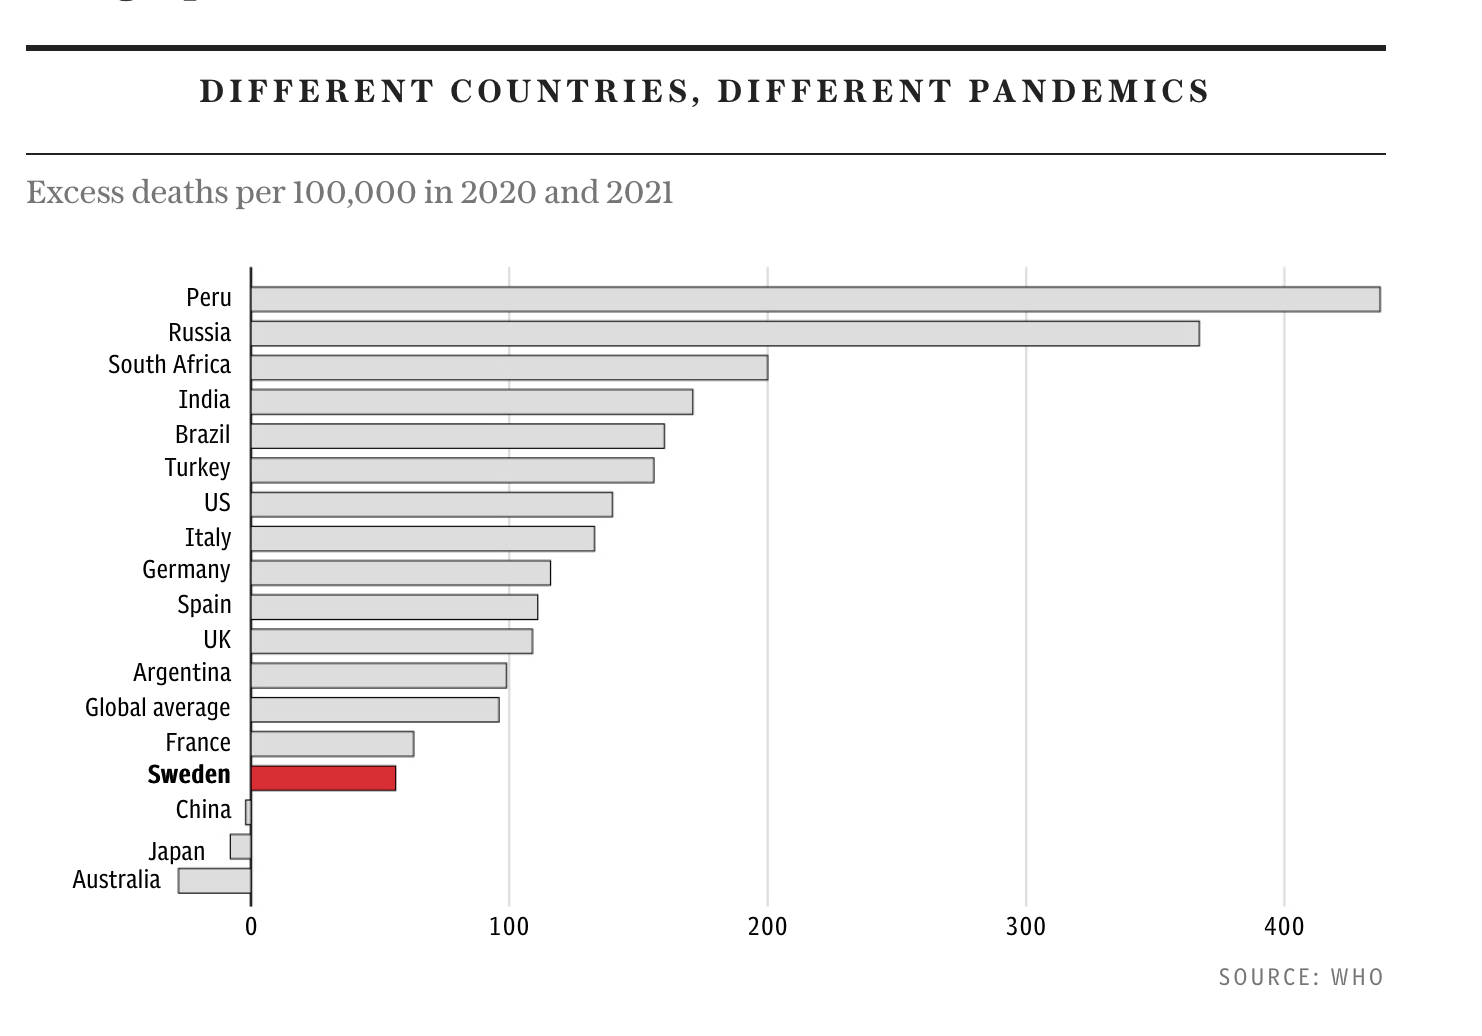 DIFFERENT COUNTRIES, DIFFERENT PANDEMICS
Excess deaths per 100,000 in 2020 and 2021
Peru
Russia
South Africa
India
Brazil
Turkey
US
Italy
Germany
Spain
UK
Argentina
Global average
France
Sweden
China
Japan
Australia
0 100 200 300 400
SOURCE: WHO